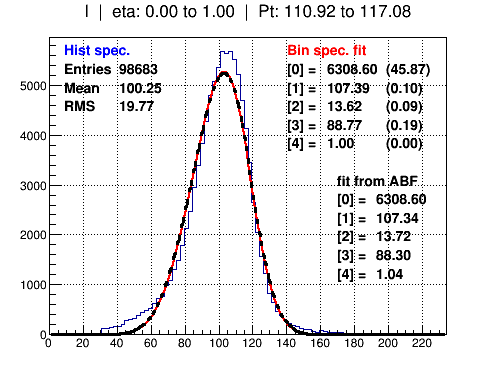 I | eta: 0.00 to 1.00 | Pt: 110.92 to 117.08
Hist spec.
Entries 98683
Mean 100.25
RMS 19.77
Bin spec. fit
[0] = 6308.60 (45.87)
[1] = 107.39 (0.10)
[2] = 13.62 (0.09)
[3] = 88.77 (0.19)
[4] = 1.00 (0.00)
fit from ABF
[0] = 6308.60
[1] = 107.34
[2] = 13.72
[3] = 88.30
[4] = 1.04
5000
4000
3000
2000
1000
0
0 20 40 60 80 100 120 140 160 180 200 220